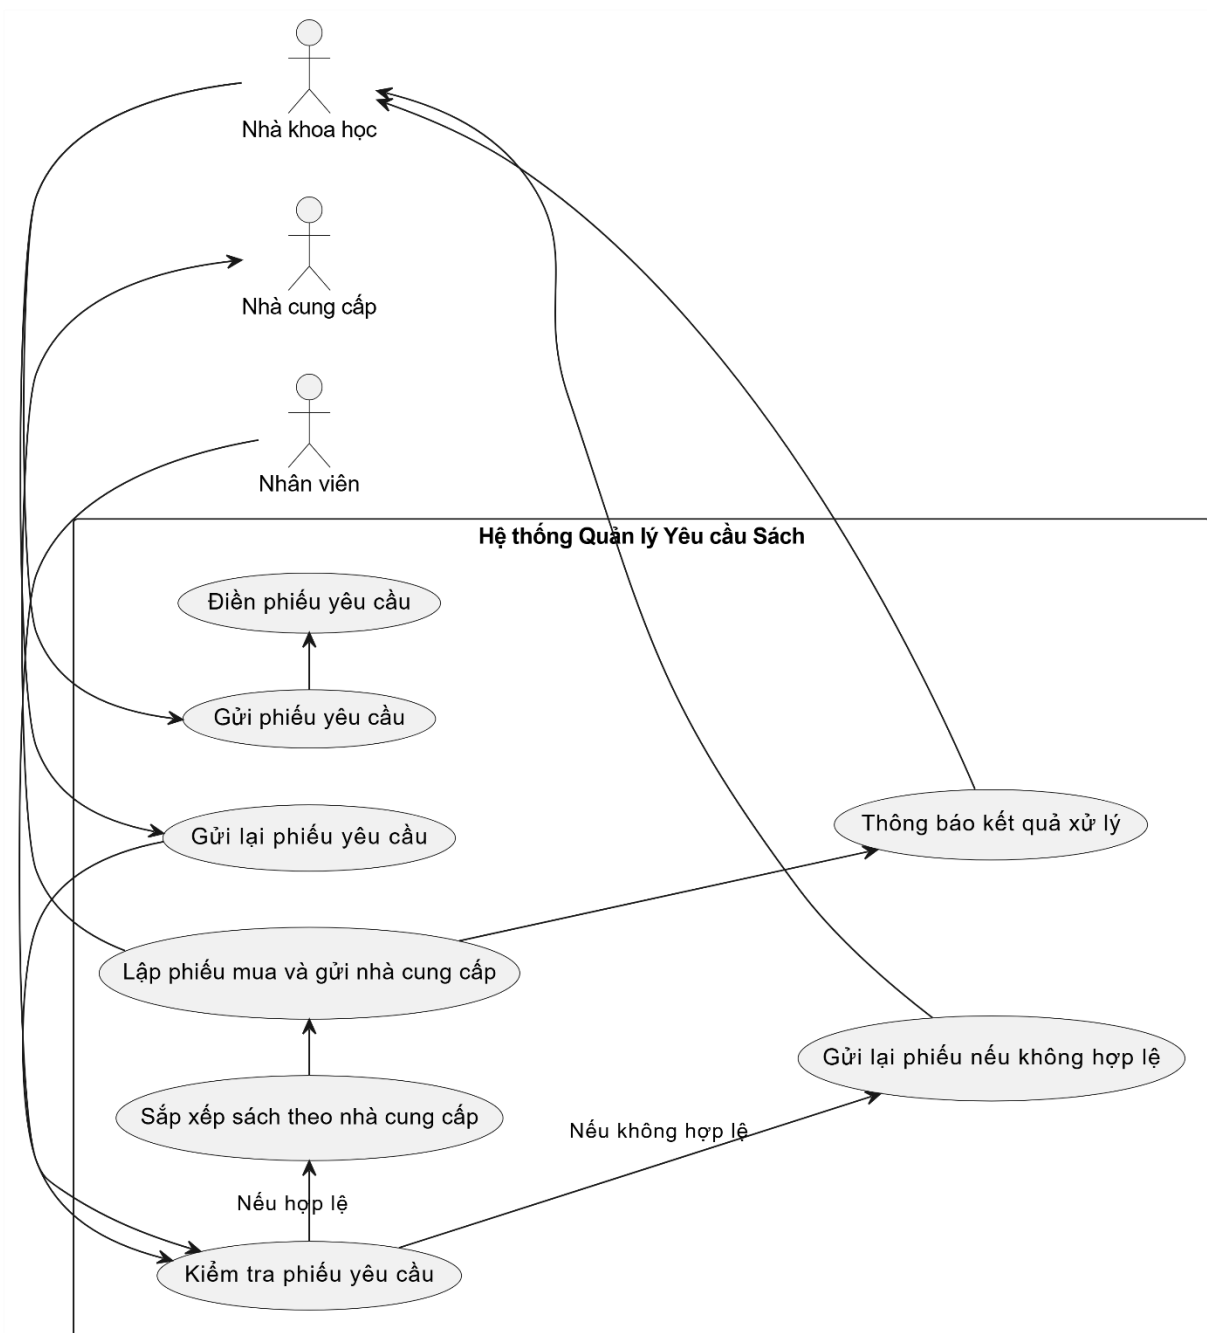 Nhà khoa học
Nhà cung cấp
Nhân viên
Hệ thống Quản lý Yêu cầu Sách
Điền phiếu yêu cầu
Gửi phiếu yêu cầu
Thông báo kết quả xử lý
Gửi lại phiếu yêu cầu
Lập phiếu mua và gửi nhà cung cấp
Gửi lại phiếu nếu không hợp lệ
Sắp xếp sách theo nhà cung cấp
Nếu không hợp lệ
Nếu hợp lệ
Kiểm tra phiếu yêu cầu